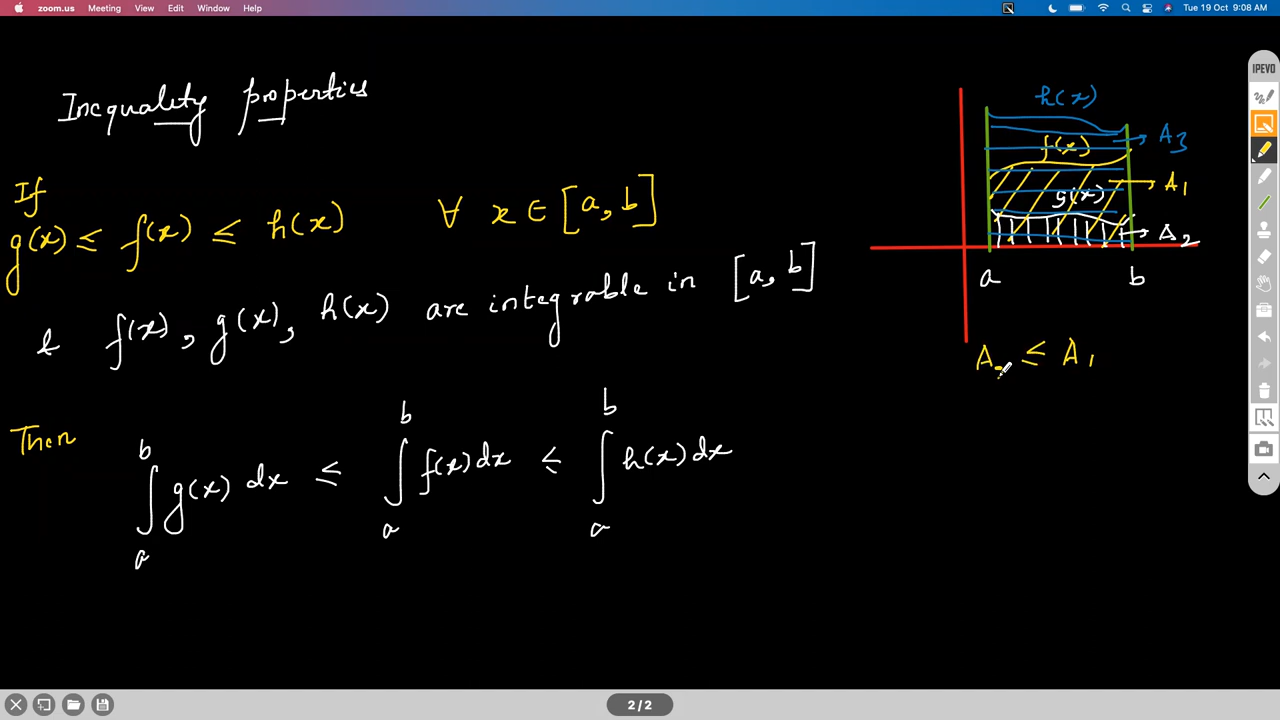 zoom.us Meeting View Edit Window Help Tue 19 Oct 9:08 AM
IPEVO
Inequality properties
If
g(x) ≤ f(x) ≤ h(x) ∀ x ∈ [a, b]
& f(x), g(x), h(x) are integrable in [a, b]
Then
∫_a^b g(x) dx ≤ ∫_a^b f(x) dx ≤ ∫_a^b h(x) dx
h(x)
A3
f(x)
A1
g(x)
A2
a b
A2 ≤ A1
2/2